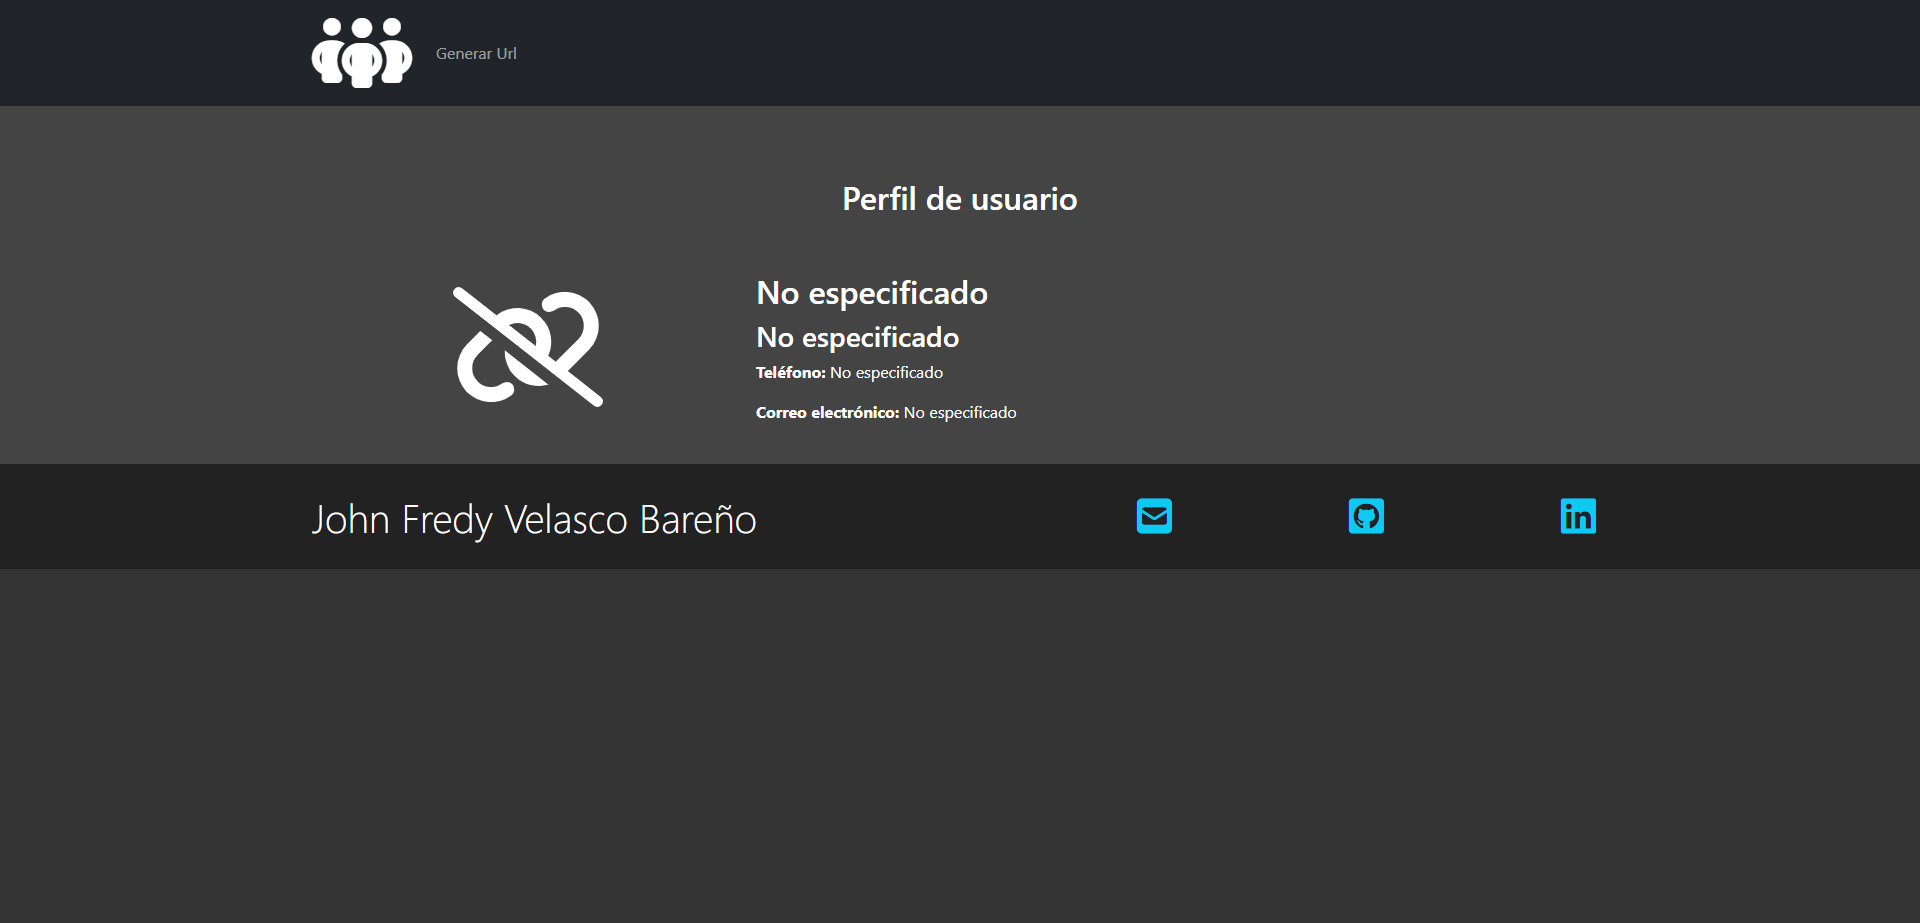 Generar Url
Perfil de usuario
No especificado
No especificado
Teléfono: No especificado
Correo electrónico: No especificado
John Fredy Velasco Bareño
in